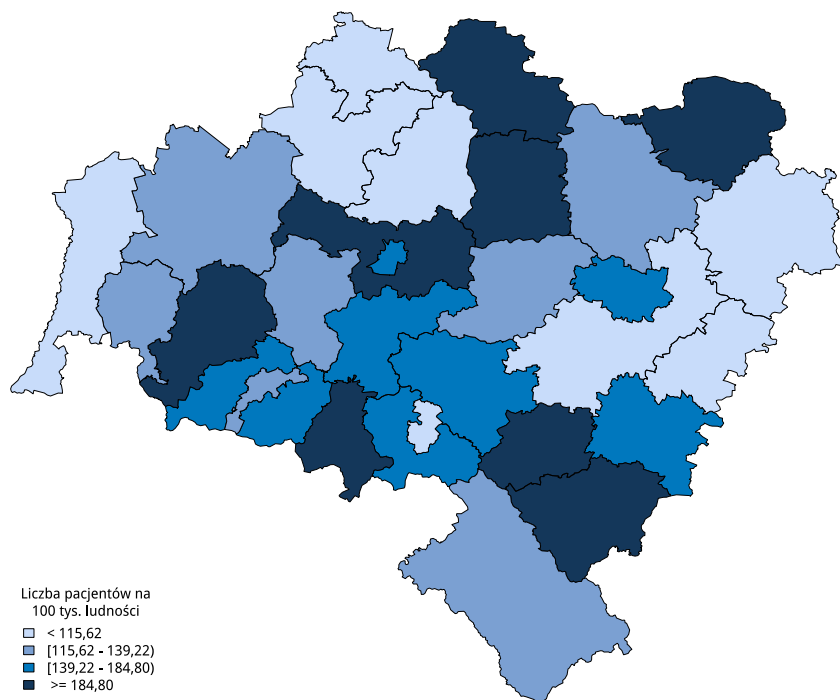 Liczba pacjentów na
100 tys. ludności
< 115,62
[115,62 - 139,22)
[139,22 - 184,80)
>= 184,80